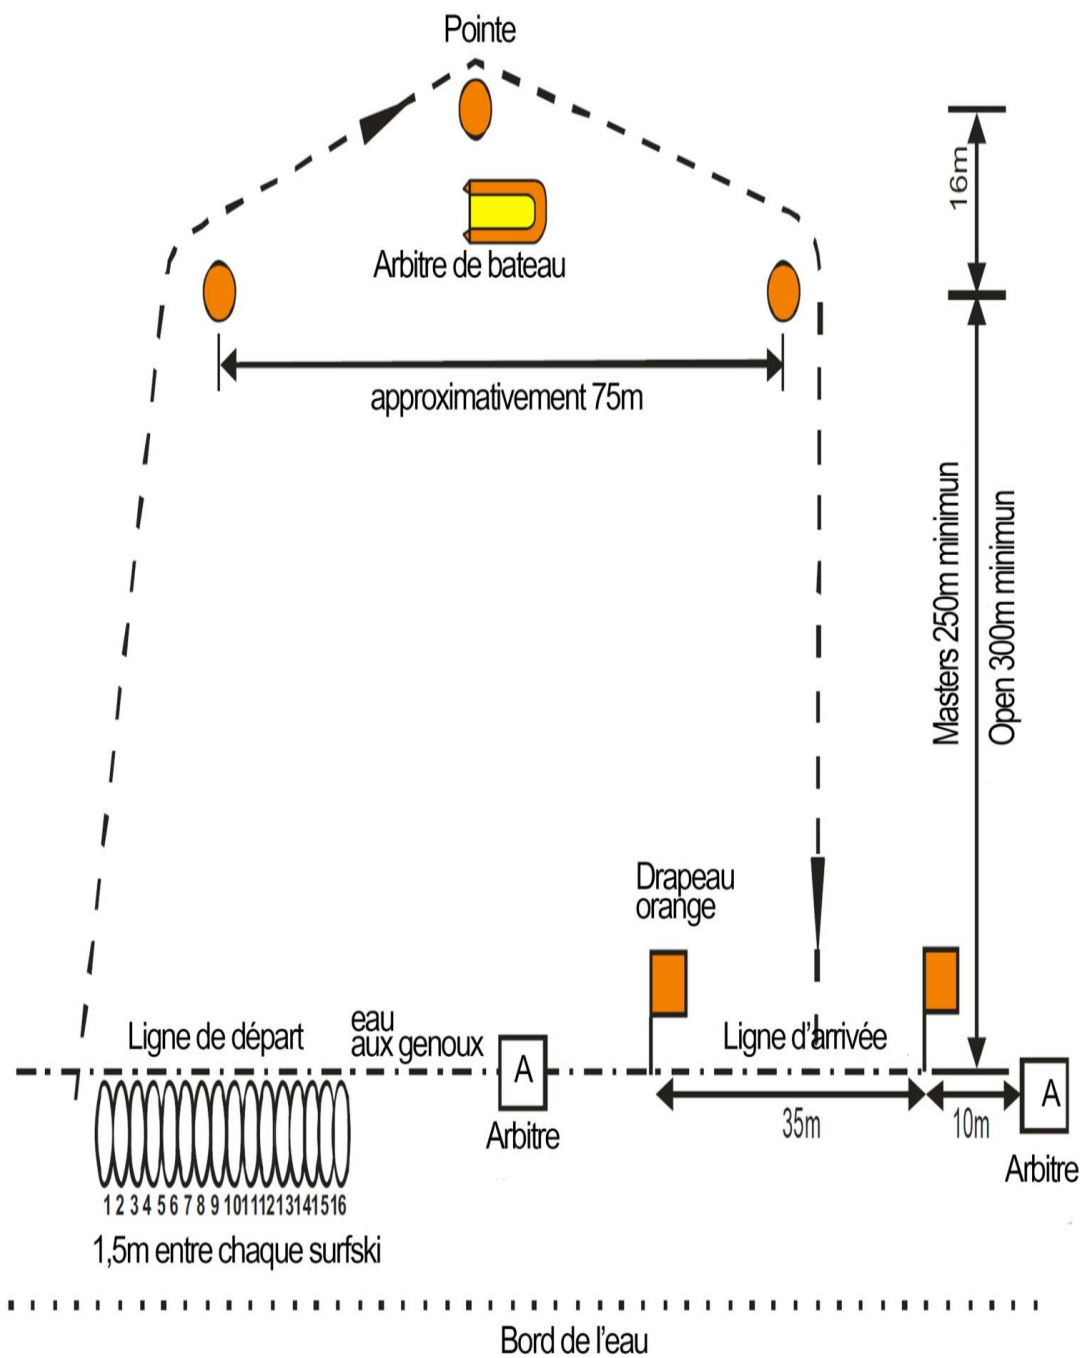 Pointe
16m
Arbitre de bateau
approximativement 75m
Masters 250m minimun
Open 300m minimun
Drapeau
orange
Ligne de départ
eau
aux genoux
Ligne d'arrivée
A
A
Arbitre
35m
10m
Arbitre
1 2 3 4 5 6 7 8 9 10 11 12 13 14 15 16
1,5m entre chaque surfski
Bord de l'eau